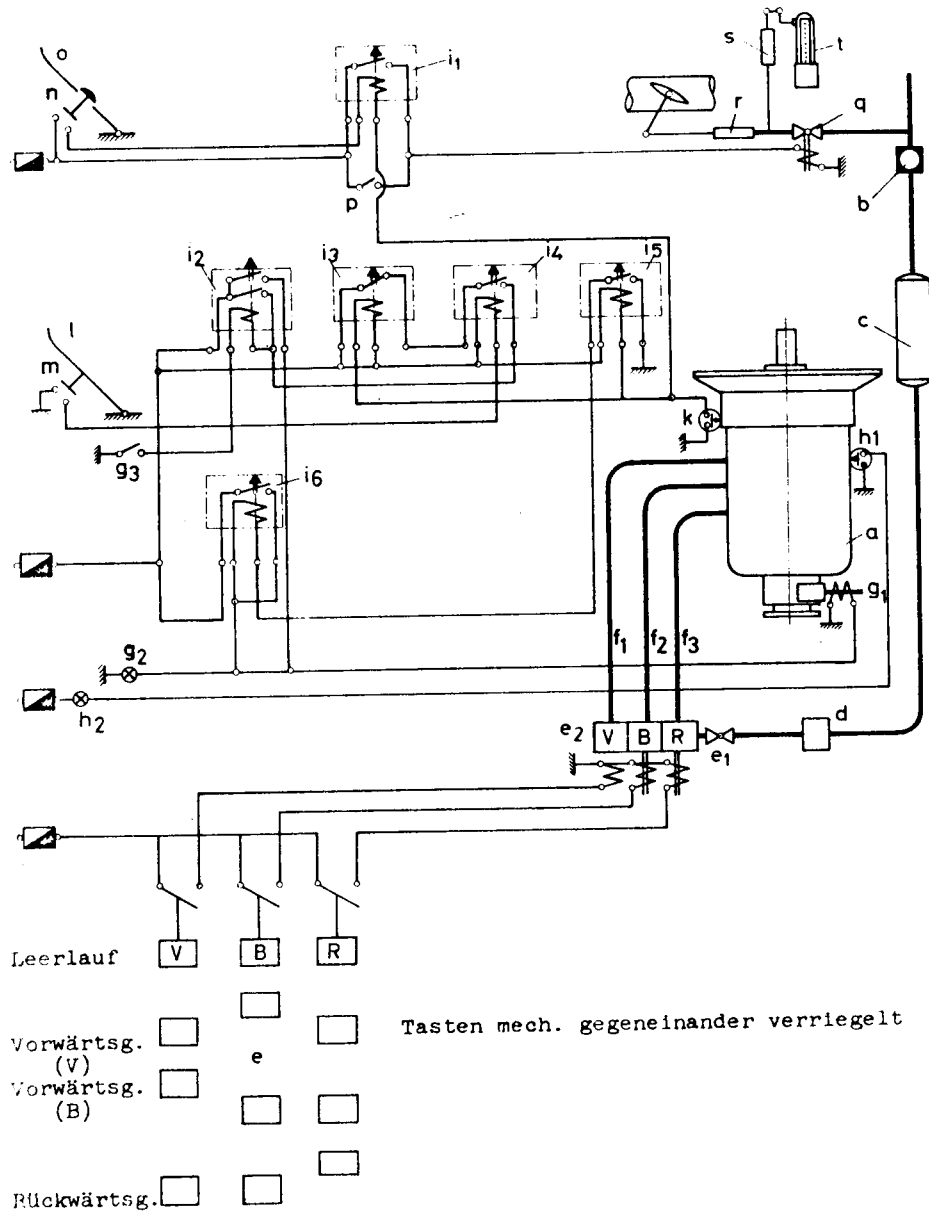 o
n
i1
s
t
r
q
p
b
i2
i3
i4
i5
l
m
c
k
h1
g3
i6
a
g1
f1
f2
f3
g2
h2
e2
V B R
e1
d
Leerlauf V B R
Tasten mech. gegeneinander verriegelt
Vorwärtsg.
(V)
e
Vorwärtsg.
(B)
Rückwärtsg.